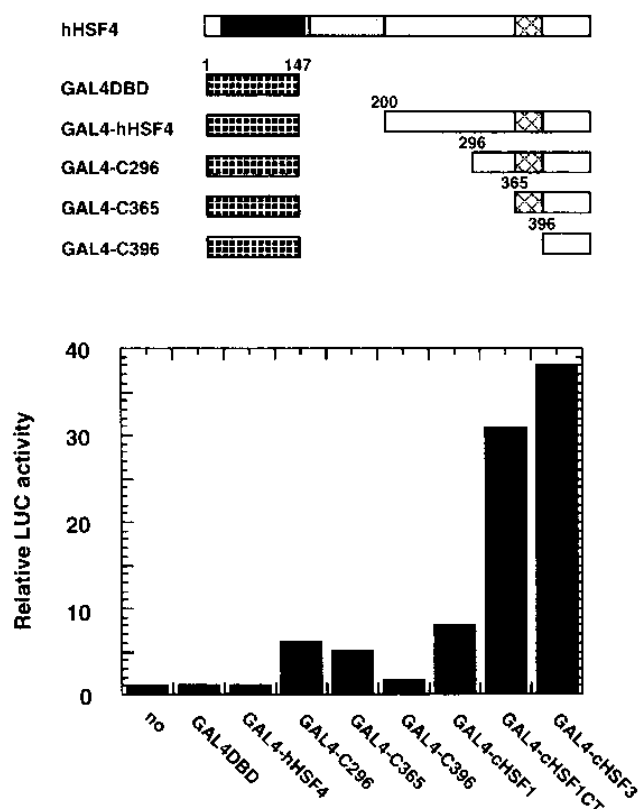 hHSF4
1 147
GAL4DBD
200
GAL4-hHSF4
296
GAL4-C296
365
GAL4-C365
396
GAL4-C396
40
30
20
10
0
Relative LUC activity
no
GAL4DBD
GAL4-hHSF4
GAL4-C296
GAL4-C365
GAL4-C396
GAL4-cHSF1
GAL4-cHSF1CT
GAL4-cHSF3